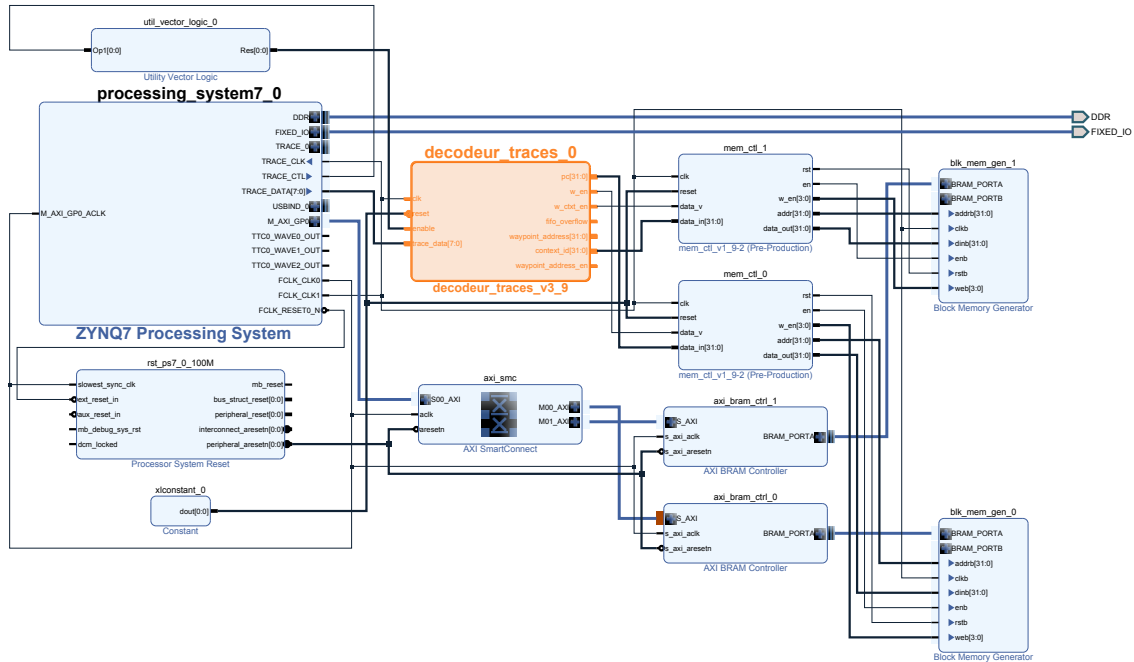 util_vector_logic_0
Op1[0:0]
Res[0:0]
Utility Vector Logic
processing_system7_0
DDR
FIXED_IO
TRACE_0
TRACE_CLK
TRACE_CTL
TRACE_DATA[7:0]
USBIND_0
M_AXI_GP0_ACLK
M_AXI_GP0
TTC0_WAVE0_OUT
TTC0_WAVE1_OUT
TTC0_WAVE2_OUT
FCLK_CLK0
FCLK_CLK1
FCLK_RESET0_N
ZYNQ7 Processing System
DDR
FIXED_IO
decodeur_traces_0
clk
reset
enable
trace_data[7:0]
pc[31:0]
w_en
w_ctxt_en
fifo_overflow
waypoint_address[31:0]
context_id[31:0]
waypoint_address_en
decodeur_traces_v3_9
mem_ctl_1
clk
reset
data_v
data_in[31:0]
rst
en
w_en[3:0]
addr[31:0]
data_out[31:0]
mem_ctl_v1_9-2 (Pre-Production)
blk_mem_gen_1
BRAM_PORTA
BRAM_PORTB
addrb[31:0]
clkb
dinb[31:0]
enb
rstb
web[3:0]
Block Memory Generator
mem_ctl_0
clk
reset
data_v
data_in[31:0]
rst
en
w_en[3:0]
addr[31:0]
data_out[31:0]
mem_ctl_v1_9-2 (Pre-Production)
rst_ps7_0_100M
slowest_sync_clk
ext_reset_in
aux_reset_in
mb_debug_sys_rst
dcm_locked
mb_reset
bus_struct_reset[0:0]
peripheral_reset[0:0]
interconnect_aresetn[0:0]
peripheral_aresetn[0:0]
Processor System Reset
axi_smc
S00_AXI
aclk
aresetn
M00_AXI
M01_AXI
AXI SmartConnect
axi_bram_ctrl_1
S_AXI
s_axi_aclk
s_axi_aresetn
BRAM_PORTA
AXI BRAM Controller
xlconstant_0
dout[0:0]
Constant
axi_bram_ctrl_0
S_AXI
s_axi_aclk
s_axi_aresetn
BRAM_PORTA
AXI BRAM Controller
blk_mem_gen_0
BRAM_PORTA
BRAM_PORTB
addrb[31:0]
clkb
dinb[31:0]
enb
rstb
web[3:0]
Block Memory Generator